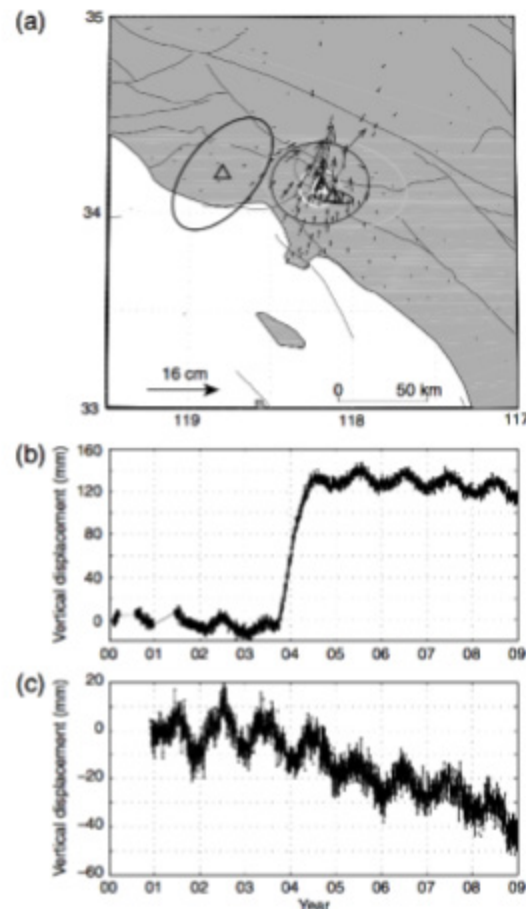 (a)
35
34
33
16 cm
0 50 km
119 118 117
(b)
Vertical displacement (mm)
160
120
80
40
0
00 01 02 03 04 05 06 07 08 09
(c)
Vertical displacement (mm)
20
0
-20
-40
-60
00 01 02 03 04 05 06 07 08 09
Year